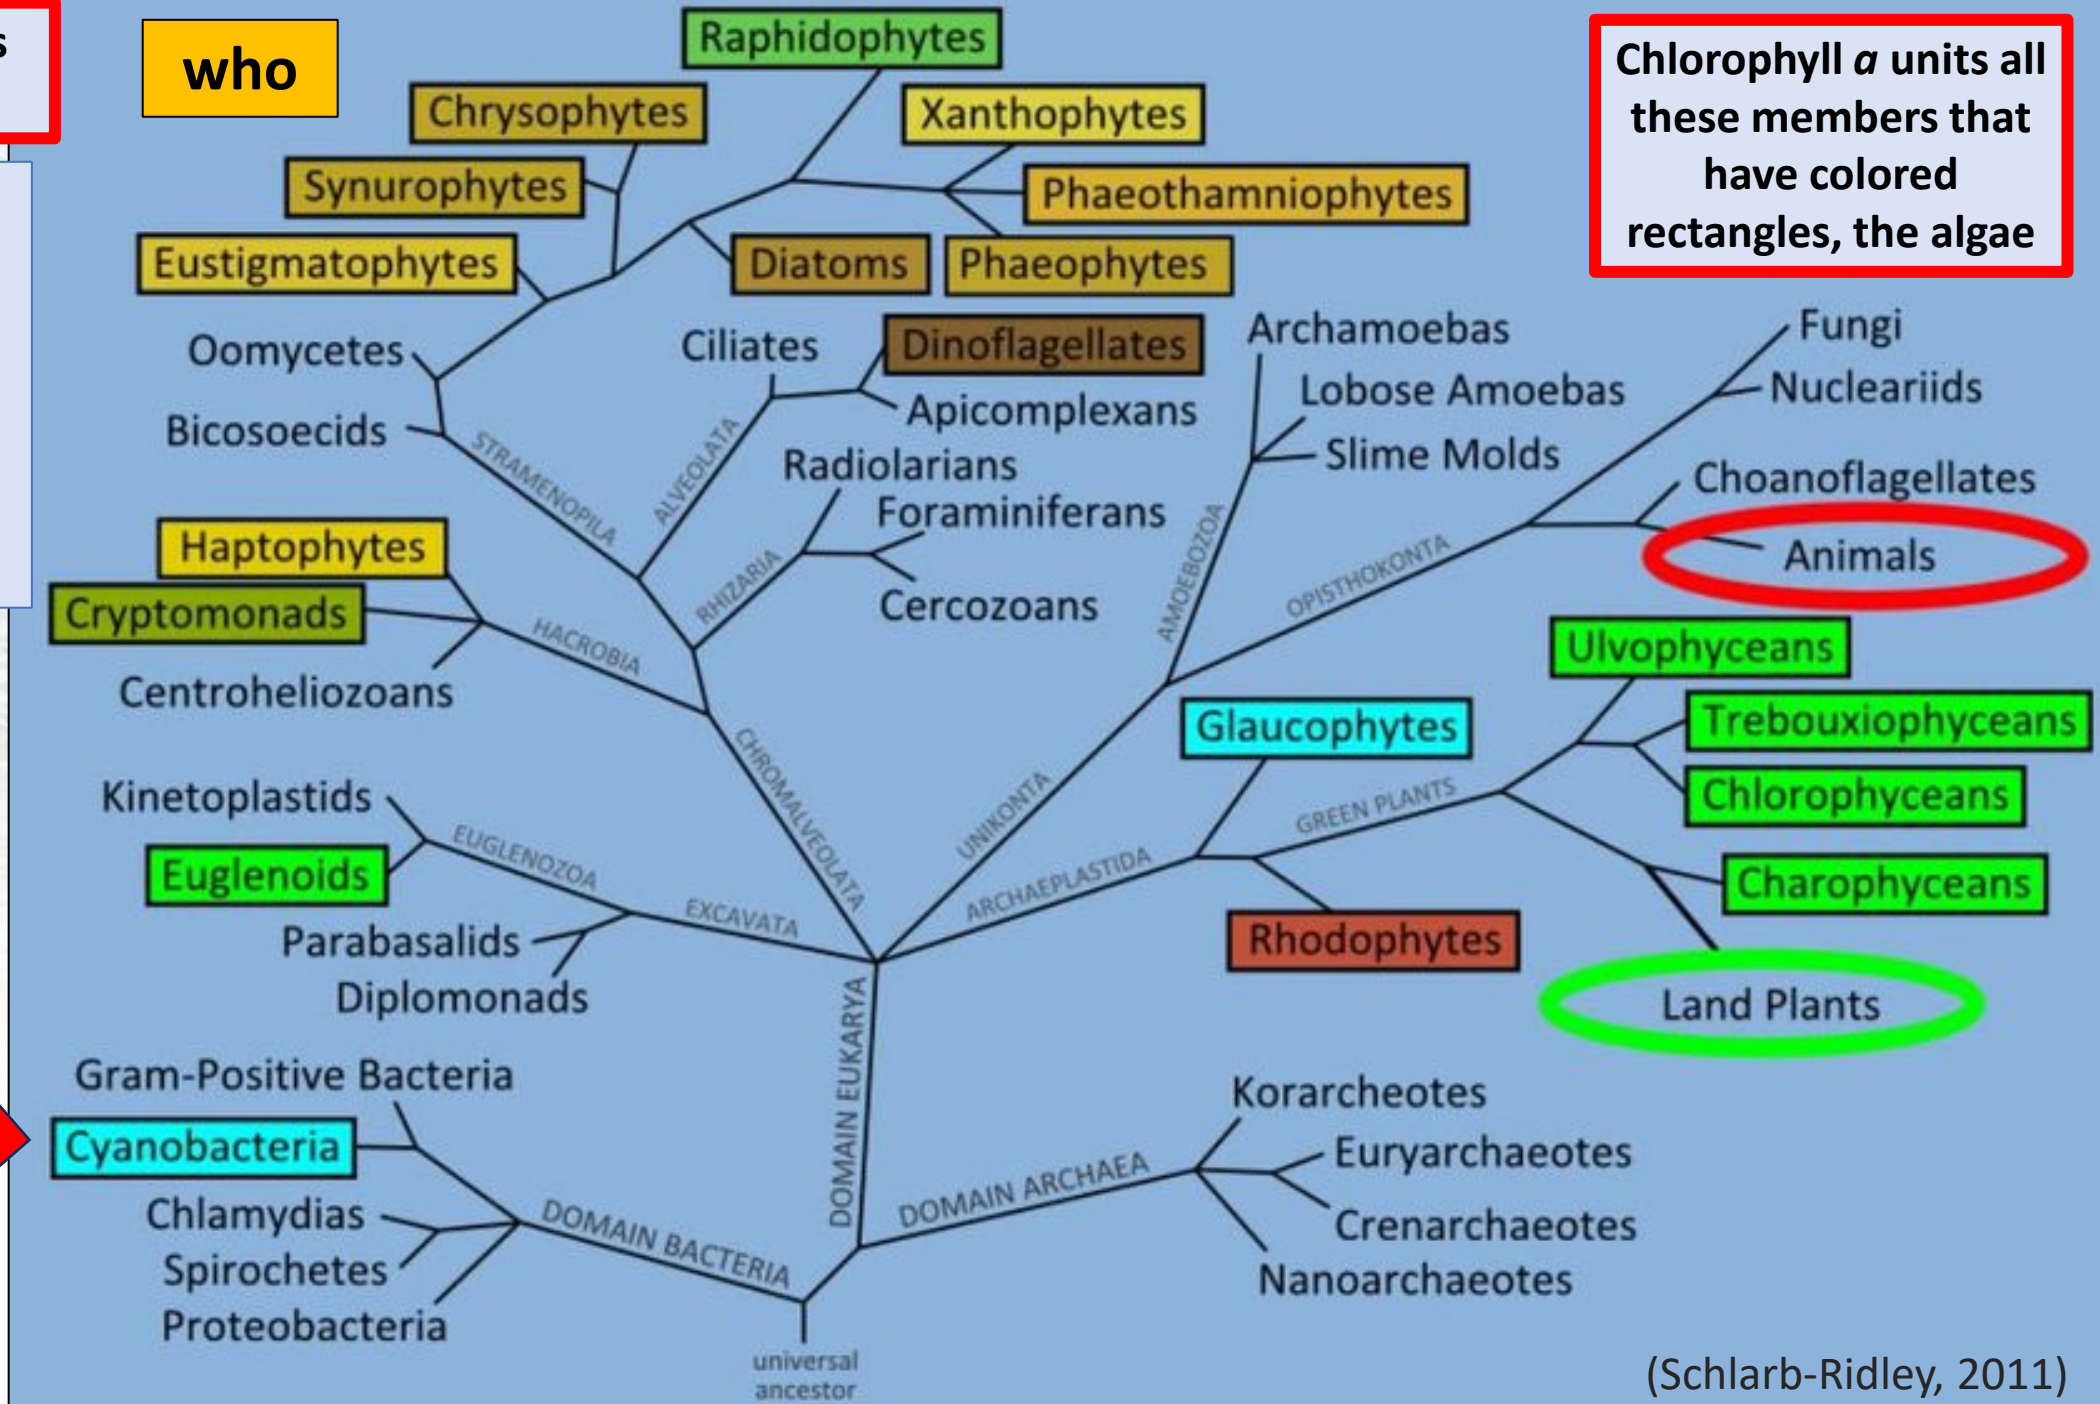 s
who
Chlorophyll a units all
these members that
have colored
rectangles, the algae
Raphidophytes
Chrysophytes
Xanthophytes
Synurophytes
Phaeothamniophytes
Eustigmatophytes
Diatoms
Phaeophytes
Oomycetes
Ciliates
Dinoflagellates
Archamoebas
Fungi
Bicosoecids
Apicomplexans
Lobose Amoebas
Nucleariids
STRAMENOPILA
ALVEOLATA
Radiolarians
Slime Molds
Choanoflagellates
Foraminiferans
Haptophytes
RHIZARIA
AMOEBOZOA
OPISTHOKONTA
Animals
Cryptomonads
HACROBIA
Cercozoans
Ulvophyceans
Centroheliozoans
Glaucophytes
Trebouxiophyceans
Kinetoplastids
CHROMALVEOLATA
UNIKONTA
GREEN PLANTS
Chlorophyceans
Euglenoids
EUGLENOZOA
EXCAVATA
ARCHAEPLASTIDA
Charophyceans
Parabasalids
Rhodophytes
Diplomonads
Land Plants
Gram-Positive Bacteria
DOMAIN EUKARYA
Korarcheotes
Cyanobacteria
DOMAIN ARCHAEA
Euryarchaeotes
Chlamydias
DOMAIN BACTERIA
Crenarchaeotes
Spirochetes
Nanoarchaeotes
Proteobacteria
universal
ancestor
(Schlarb-Ridley, 2011)